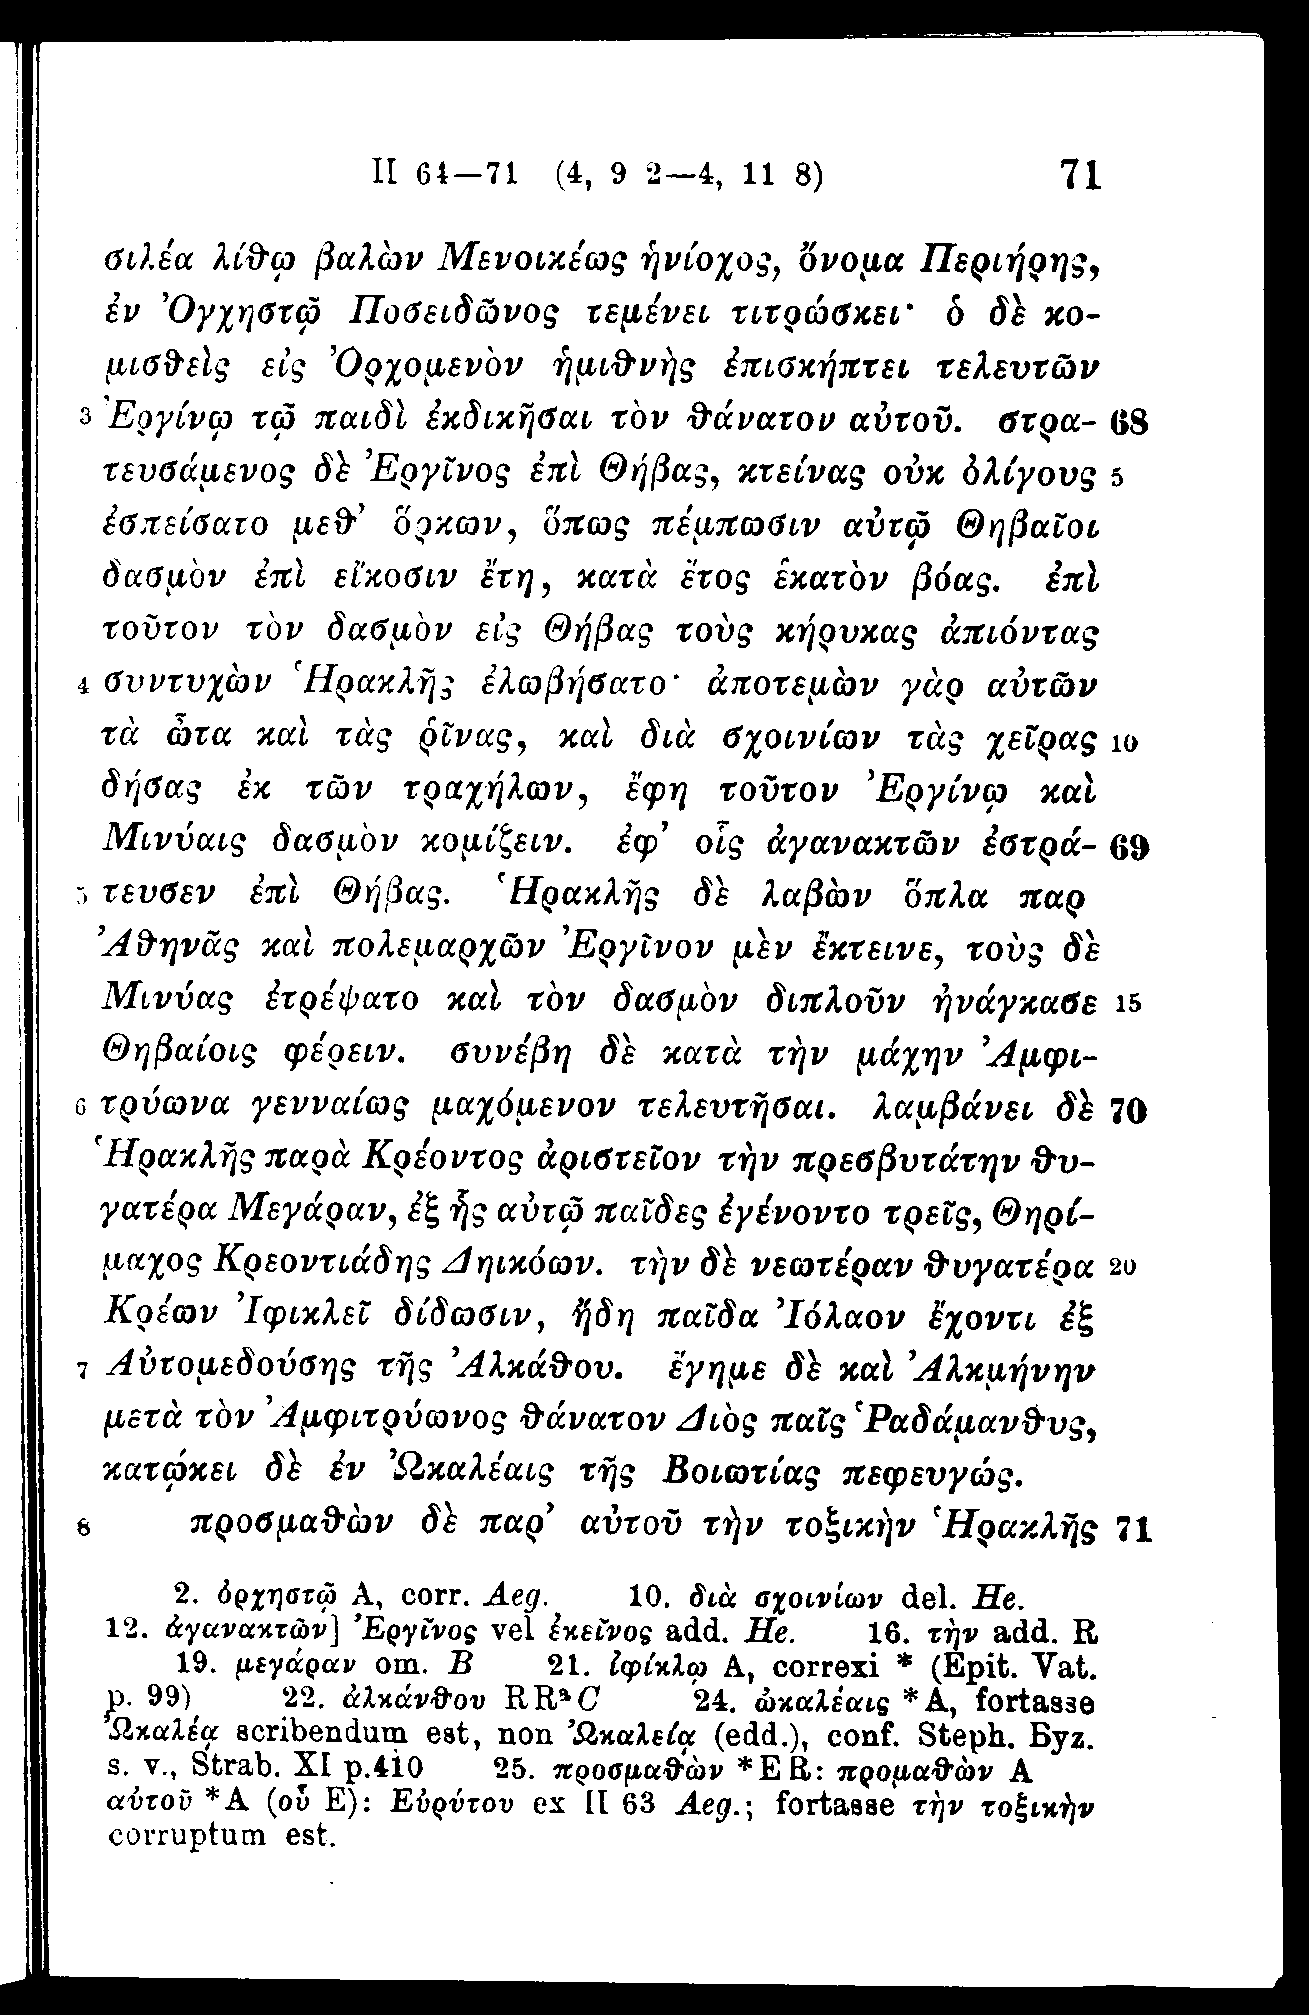 II 64—71 (4, 9 2—4, 11 8) 71
σιλέα λίθῳ βαλὼν Μενοικέως ἡνίοχος, ὄνομα Περιήρης,
ἐν Ὀγχηστῷ Ποσειδῶνος τεμένει τιτρώσκει· ὁ δὲ κο-
μισθεὶς εἰς Ὀρχομενὸν ἡμιθνὴς ἐπισκήπτει τελευτῶν
3 Ἐργίνῳ τῷ παιδὶ ἐκδικῆσαι τὸν θάνατον αὐτοῦ. στρα- 68
τευσάμενος δὲ Ἐργῖνος ἐπὶ Θήβας, κτείνας οὐκ ὀλίγους 5
ἐσπείσατο μεθ’ ὅρκων, ὅπως πέμπωσιν αὐτῷ Θηβαῖοι
δασμὸν ἐπὶ εἴκοσιν ἔτη, κατὰ ἔτος ἑκατὸν βόας. ἐπὶ
τοῦτον τὸν δασμὸν εἰς Θήβας τοὺς κήρυκας ἀπιόντας
4 συντυχὼν Ἡρακλῆς ἐλωβήσατο· ἀποτεμὼν γὰρ αὐτῶν
τὰ ὦτα καὶ τὰς ῥῖνας, καὶ διὰ σχοινίων τὰς χεῖρας 10
δήσας ἐκ τῶν τραχήλων, ἔφη τοῦτον Ἐργίνῳ καὶ
Μινύαις δασμὸν κομίζειν. ἐφ’ οἷς ἀγανακτῶν ἐστρά- 69
5 τευσεν ἐπὶ Θήβας. Ἡρακλῆς δὲ λαβὼν ὅπλα παρ
Ἀθηνᾶς καὶ πολεμαρχῶν Ἐργῖνον μὲν ἔκτεινε, τοὺς δὲ
Μινύας ἐτρέψατο καὶ τὸν δασμὸν διπλοῦν ἠνάγκασε 15
Θηβαίοις φέρειν. συνέβη δὲ κατὰ τὴν μάχην Ἀμφι-
6 τρύωνα γενναίως μαχόμενον τελευτῆσαι. λαμβάνει δὲ 70
Ἡρακλῆς παρὰ Κρέοντος ἀριστεῖον τὴν πρεσβυτάτην θυ-
γατέρα Μεγάραν, ἐξ ἧς αὐτῷ παῖδες ἐγένοντο τρεῖς, Θηρί-
μαχος Κρεοντιάδης Δηικόων. τὴν δὲ νεωτέραν θυγατέρα 20
Κρέων Ἰφικλεῖ δίδωσιν, ἤδη παῖδα Ἰόλαον ἔχοντι ἐξ
7 Αὐτομεδούσης τῆς Ἀλκάθου. ἔγημε δὲ καὶ Ἀλκμήνην
μετὰ τὸν Ἀμφιτρύωνος θάνατον Διὸς παῖς Ῥαδάμανθυς,
κατῴκει δὲ ἐν Ὠκαλέαις τῆς Βοιωτίας πεφευγώς.
8 προσμαθὼν δὲ παρ’ αὐτοῦ τὴν τοξικὴν Ἡρακλῆς 71
2. ὀρχηστῷ A, corr. Aeg. 10. διὰ σχοινίων del. He.
12. ἀγανακτῶν] Ἐργῖνος vel ἐκεῖνος add. He. 16. τὴν add. R
19. μεγάραν om. B 21. ἰφίκλῳ A, correxi * (Epit. Vat.
p. 99) 22. ἀλκάνθου RRᵃC 24. ὠκαλέαις *A, fortasse
Ὠκαλέᾳ scribendum est, non Ὠκαλείᾳ (edd.), conf. Steph. Byz.
s. v., Strab. XI p.410 25. προσμαθὼν *ER: προμαθὼν A
αὐτοῦ *A (οὗ E): Εὐρύτου ex II 63 Aeg.; fortasse τὴν τοξικὴν
corruptum est.